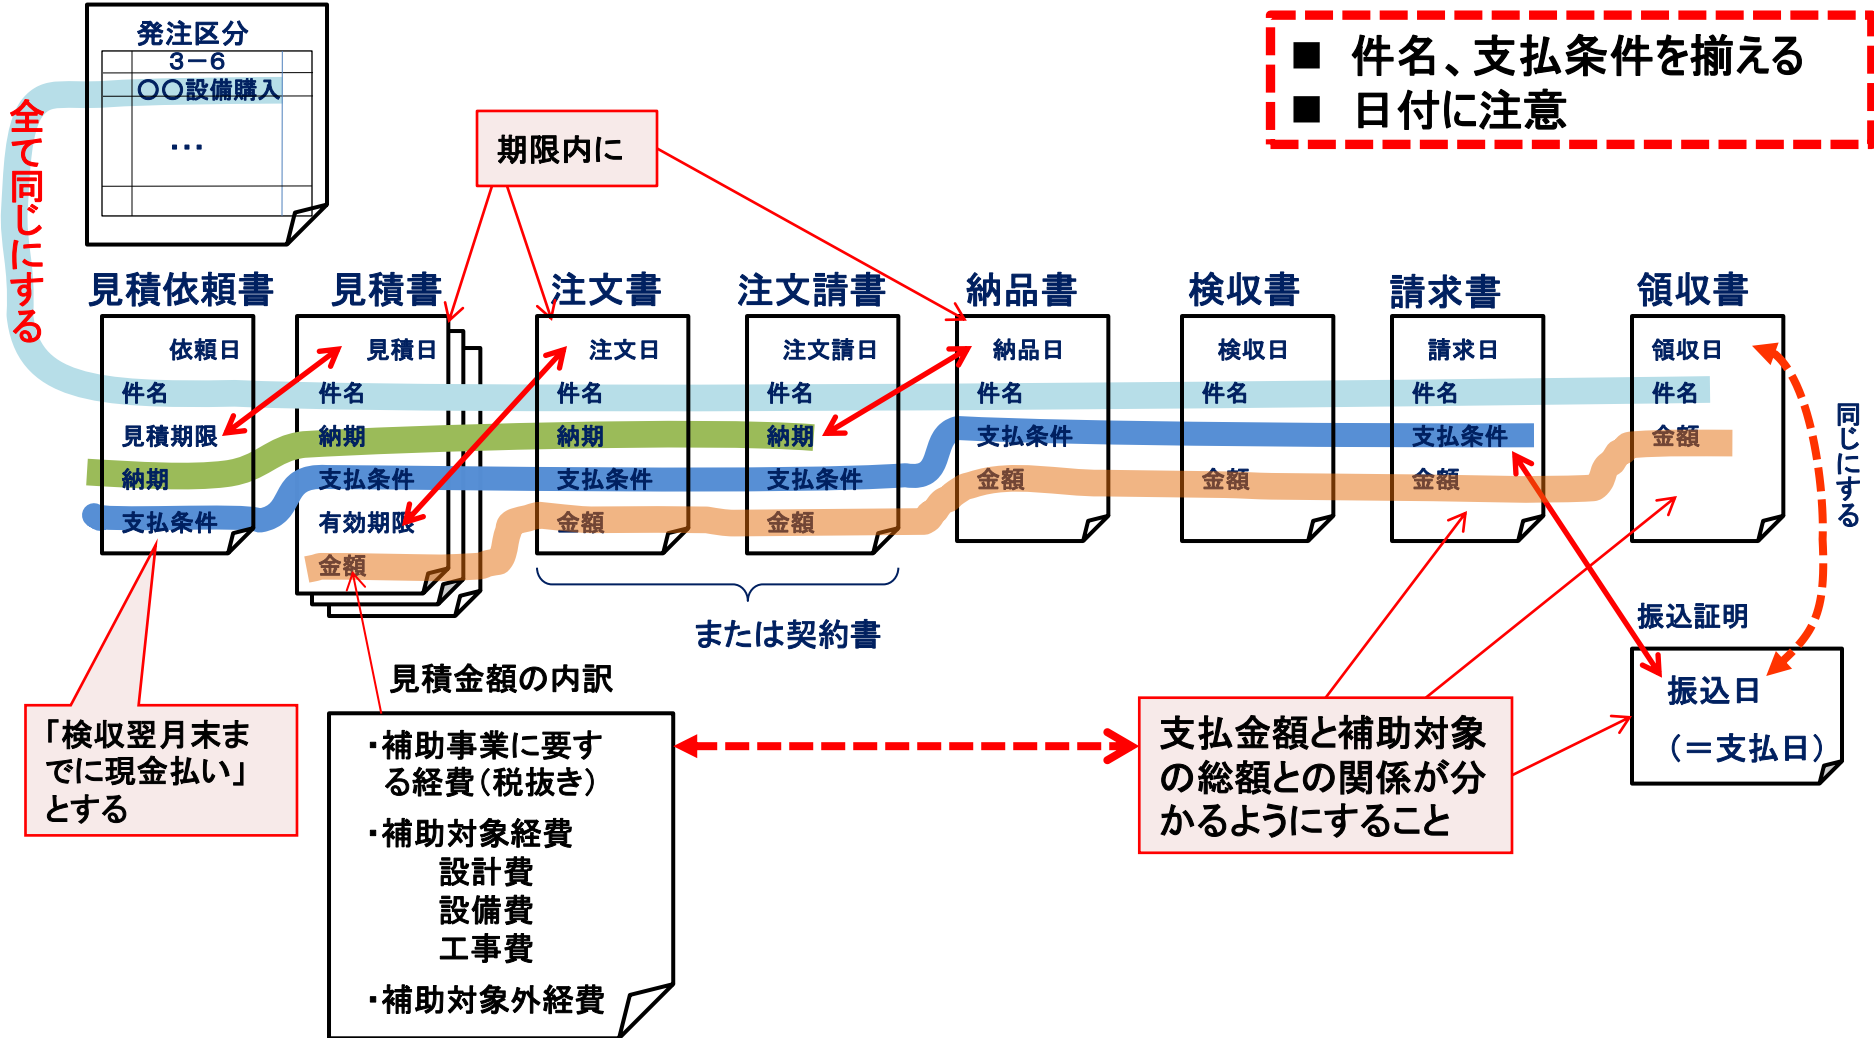 発注区分
3－6
〇〇設備購入
…
全て同じにする
■ 件名、支払条件を揃える
■ 日付に注意
期限内に
見積依頼書
依頼日
件名
見積期限
納期
支払条件
見積書
見積日
件名
納期
支払条件
有効期限
金額
注文書
注文日
件名
納期
支払条件
金額
注文請書
注文請日
件名
納期
支払条件
金額
納品書
納品日
件名
支払条件
金額
検収書
検収日
件名
金額
請求書
請求日
件名
支払条件
金額
領収書
領収日
件名
金額
同じにする
または契約書
振込証明
振込日
(＝支払日)
「検収翌月末ま
でに現金払い」
とする
見積金額の内訳
・補助事業に要す
る経費(税抜き)
・補助対象経費
設計費
設備費
工事費
・補助対象外経費
支払金額と補助対象
の総額との関係が分
かるようにすること